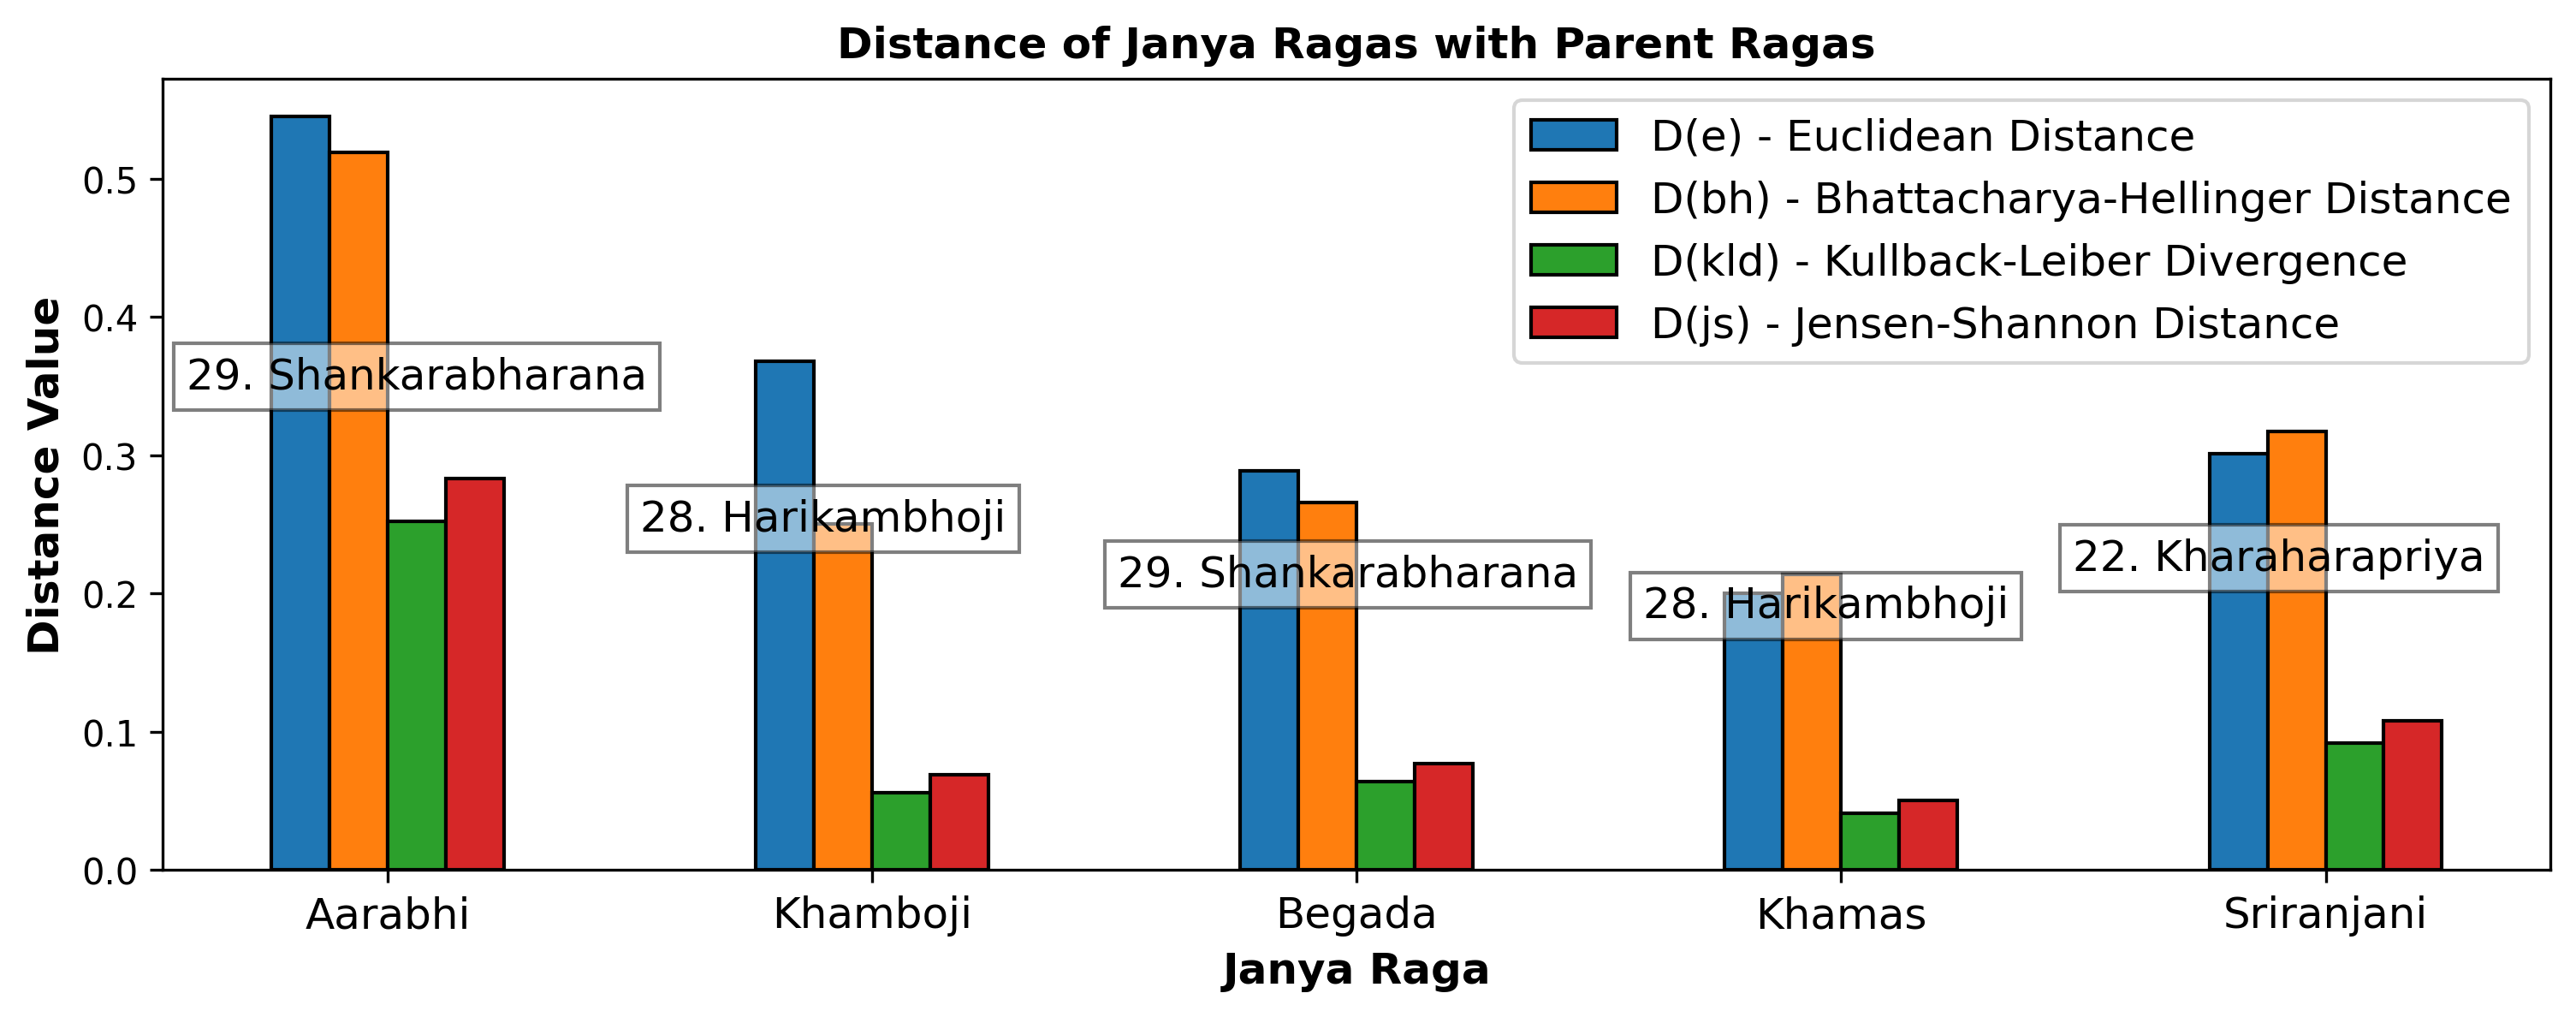 Distance of Janya Ragas with Parent Ragas
D(e) - Euclidean Distance
D(bh) - Bhattacharya-Hellinger Distance
D(kld) - Kullback-Leiber Divergence
D(js) - Jensen-Shannon Distance
Distance Value
0.5
0.4
0.3
0.2
0.1
0.0
29. Shankarabharana
28. Harikambhoji
29. Shankarabharana
28. Harikambhoji
22. Kharaharapriya
Aarabhi
Khamboji
Begada
Khamas
Sriranjani
Janya Raga